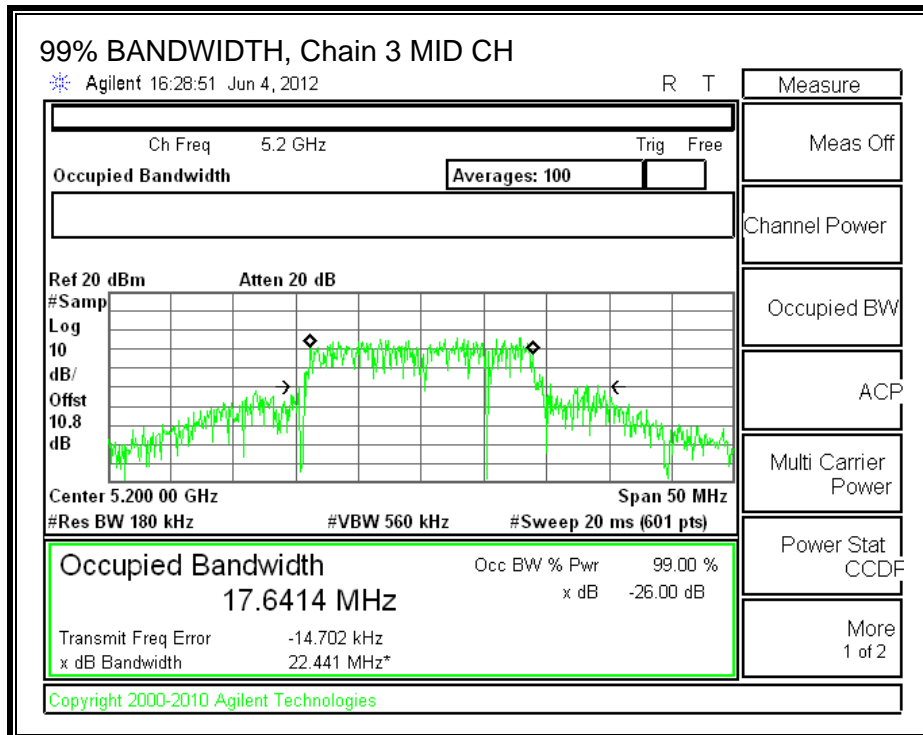 99% BANDWIDTH, Chain 3 MID CH
Agilent 16:28:51 Jun 4, 2012 R T
Measure
Ch Freq 5.2 GHz Trig Free
Occupied Bandwidth Averages: 100
Meas Off
Channel Power
Occupied BW
ACP
Multi Carrier
Power
Power Stat
CCDF
More
1 of 2
Ref 20 dBm Atten 20 dB
#Samp
Log
10
dB/
Offst
10.8
dB
Center 5.200 00 GHz Span 50 MHz
#Res BW 180 kHz #VBW 560 kHz #Sweep 20 ms (601 pts)
Occupied Bandwidth Occ BW % Pwr 99.00 %
17.6414 MHz x dB -26.00 dB
Transmit Freq Error -14.702 kHz
x dB Bandwidth 22.441 MHz*
Copyright 2000-2010 Agilent Technologies